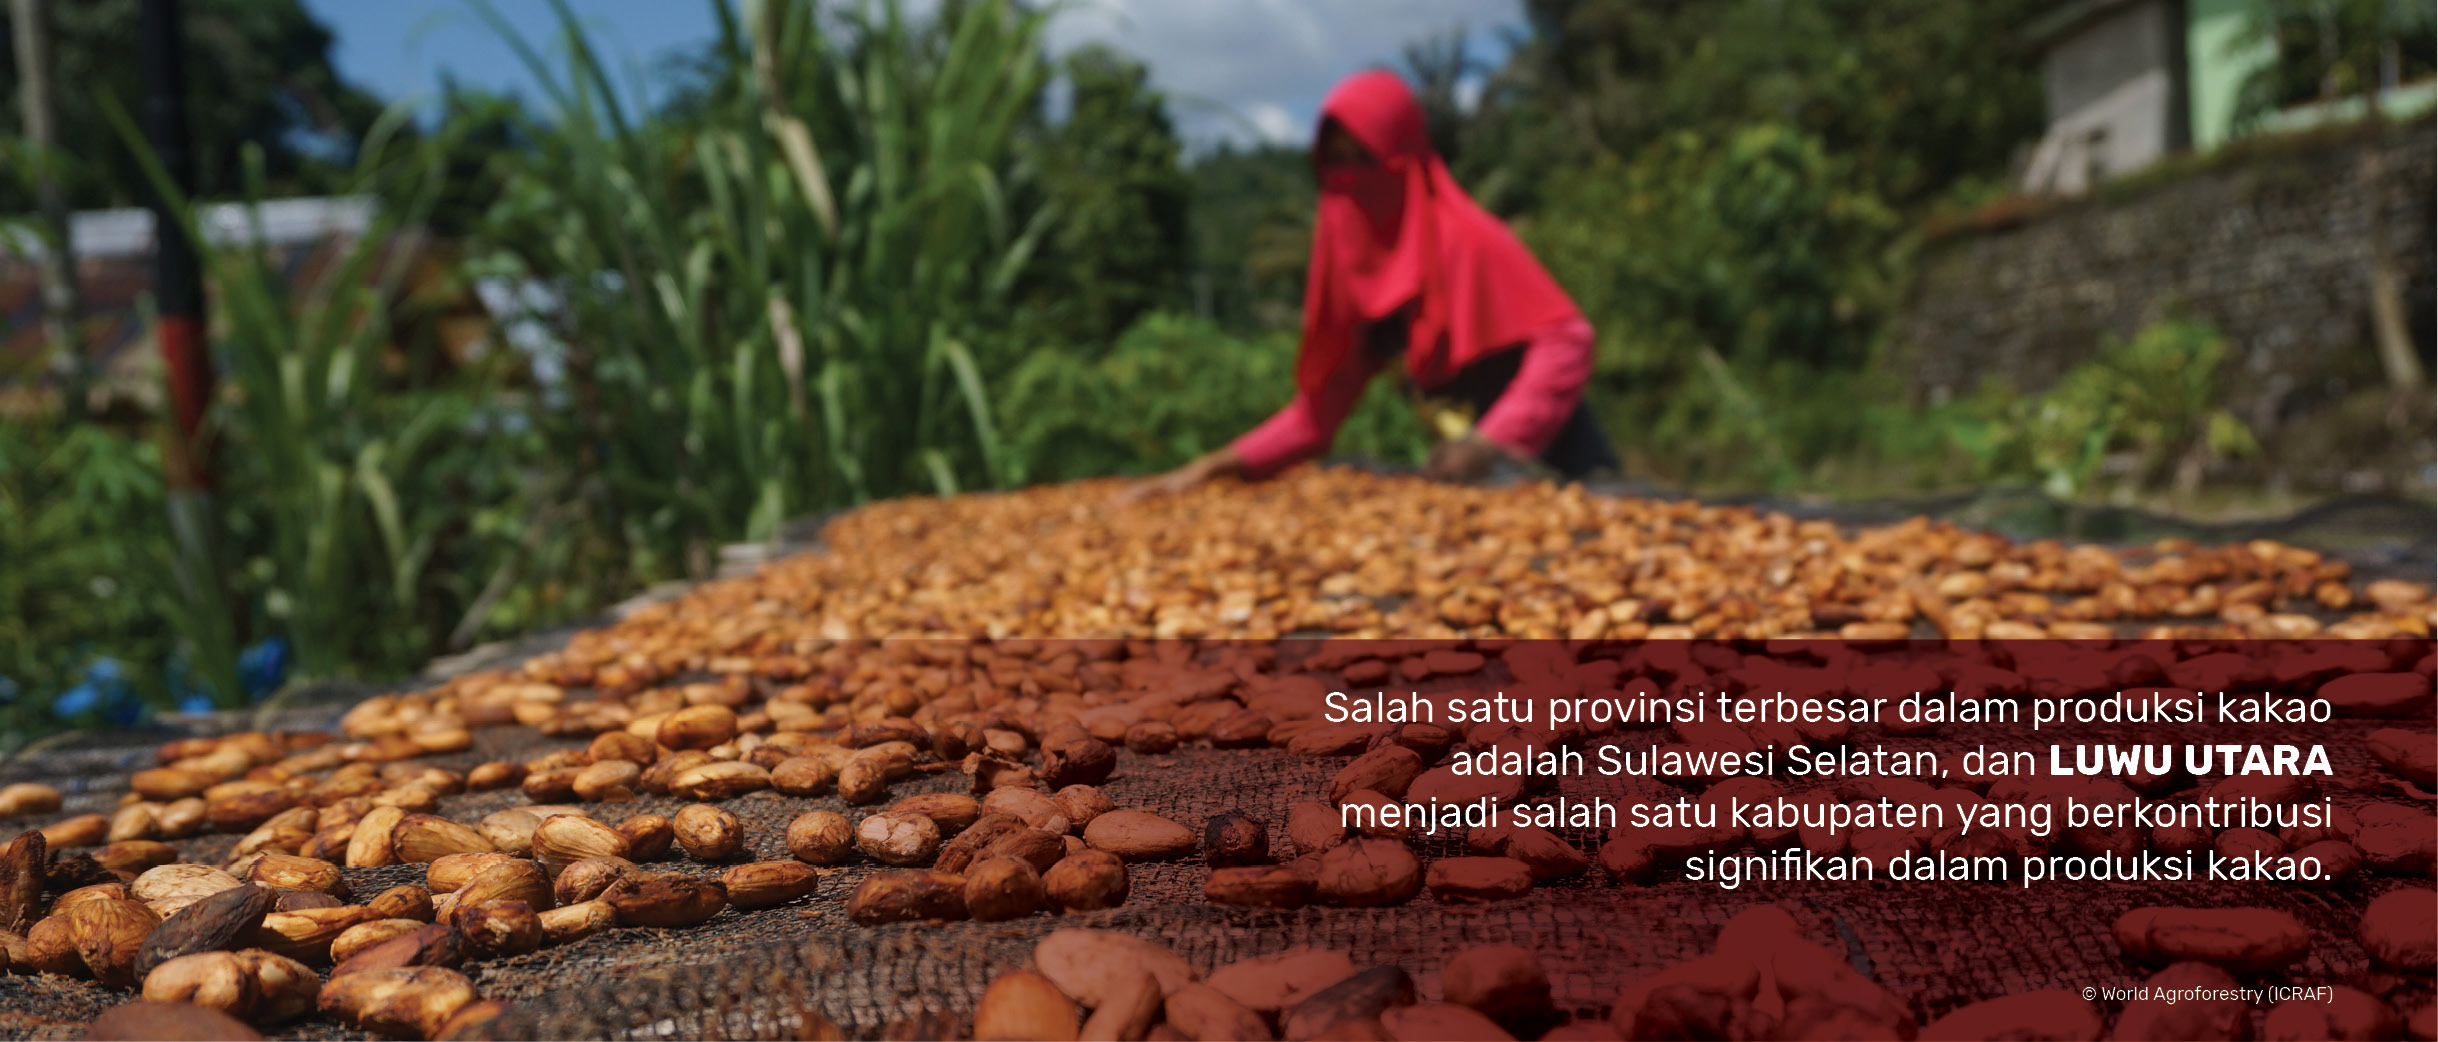 Salah satu provinsi terbesar dalam produksi kakao
adalah Sulawesi Selatan, dan LUWU UTARA
menjadi salah satu kabupaten yang berkontribusi
signifikan dalam produksi kakao.
© World Agroforestry (ICRAF)